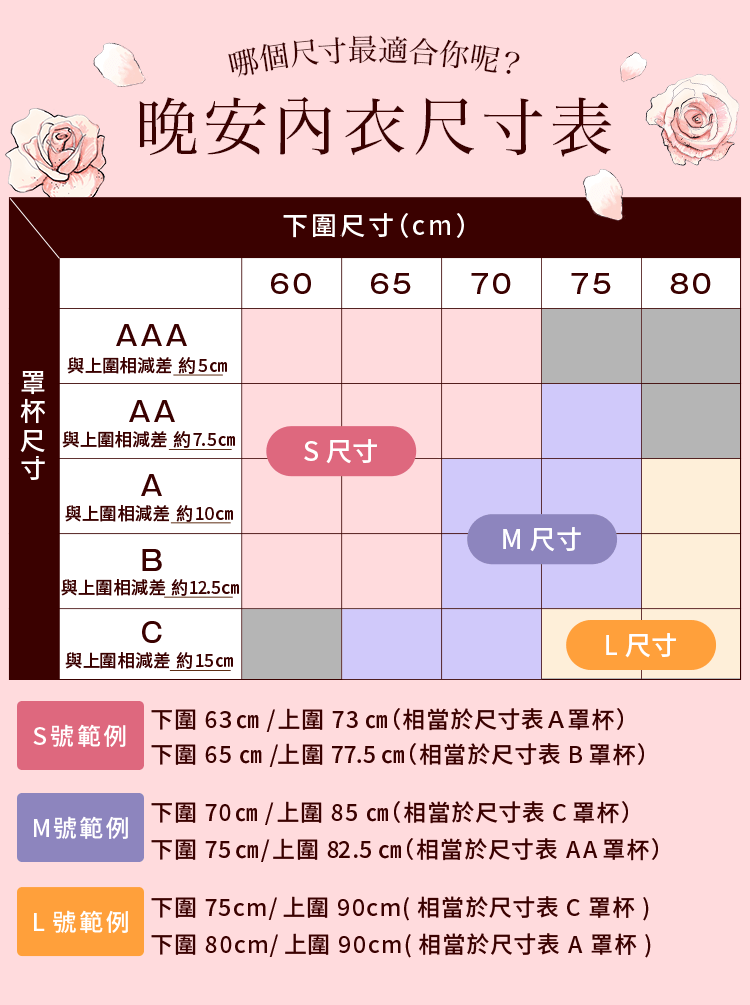 哪個尺寸最適合你呢?
晚安內衣尺寸表
下圍尺寸(cm)
60 65 70 75 80
罩杯尺寸
AAA
與上圍相減差 約5㎝
AA
與上圍相減差 約7.5㎝
A
與上圍相減差 約10㎝
B
與上圍相減差 約12.5㎝
C
與上圍相減差 約15㎝
S 尺寸
M 尺寸
L 尺寸
S號範例
下圍 63㎝ /上圍 73 ㎝(相當於尺寸表A罩杯)
下圍 65 ㎝ /上圍 77.5 ㎝(相當於尺寸表 B 罩杯)
M號範例
下圍 70㎝ /上圍 85 ㎝(相當於尺寸表 C 罩杯)
下圍 75㎝/上圍 82.5 ㎝(相當於尺寸表 AA 罩杯)
L 號範例
下圍 75cm/ 上圍 90cm( 相當於尺寸表 C 罩杯 )
下圍 80cm/ 上圍 90cm( 相當於尺寸表 A 罩杯 )